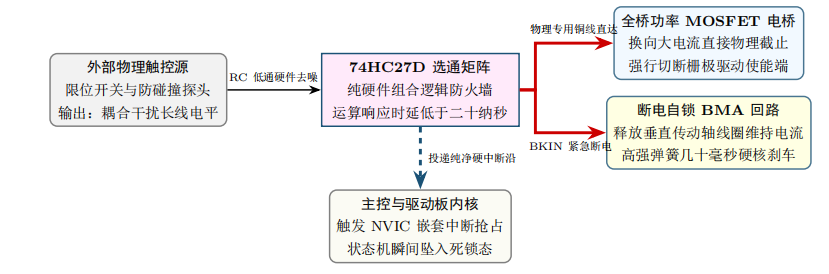 外部物理触控源
限位开关与防碰撞探头
输出：耦合干扰长线电平
RC 低通硬件去噪
74HC27D 选通矩阵
纯硬件组合逻辑防火墙
运算响应时延低于二十纳秒
物理专用铜线直达
全桥功率 MOSFET 电桥
换向大电流直接物理截止
强行切断栅极驱动使能端
BKIN 紧急断电
断电自锁 BMA 回路
释放垂直传动轴线圈维持电流
高强弹簧几十毫秒硬核刹车
投递纯净硬中断沿
主控与驱动板内核
触发 NVIC 嵌套中断抢占
状态机瞬间坠入死锁态